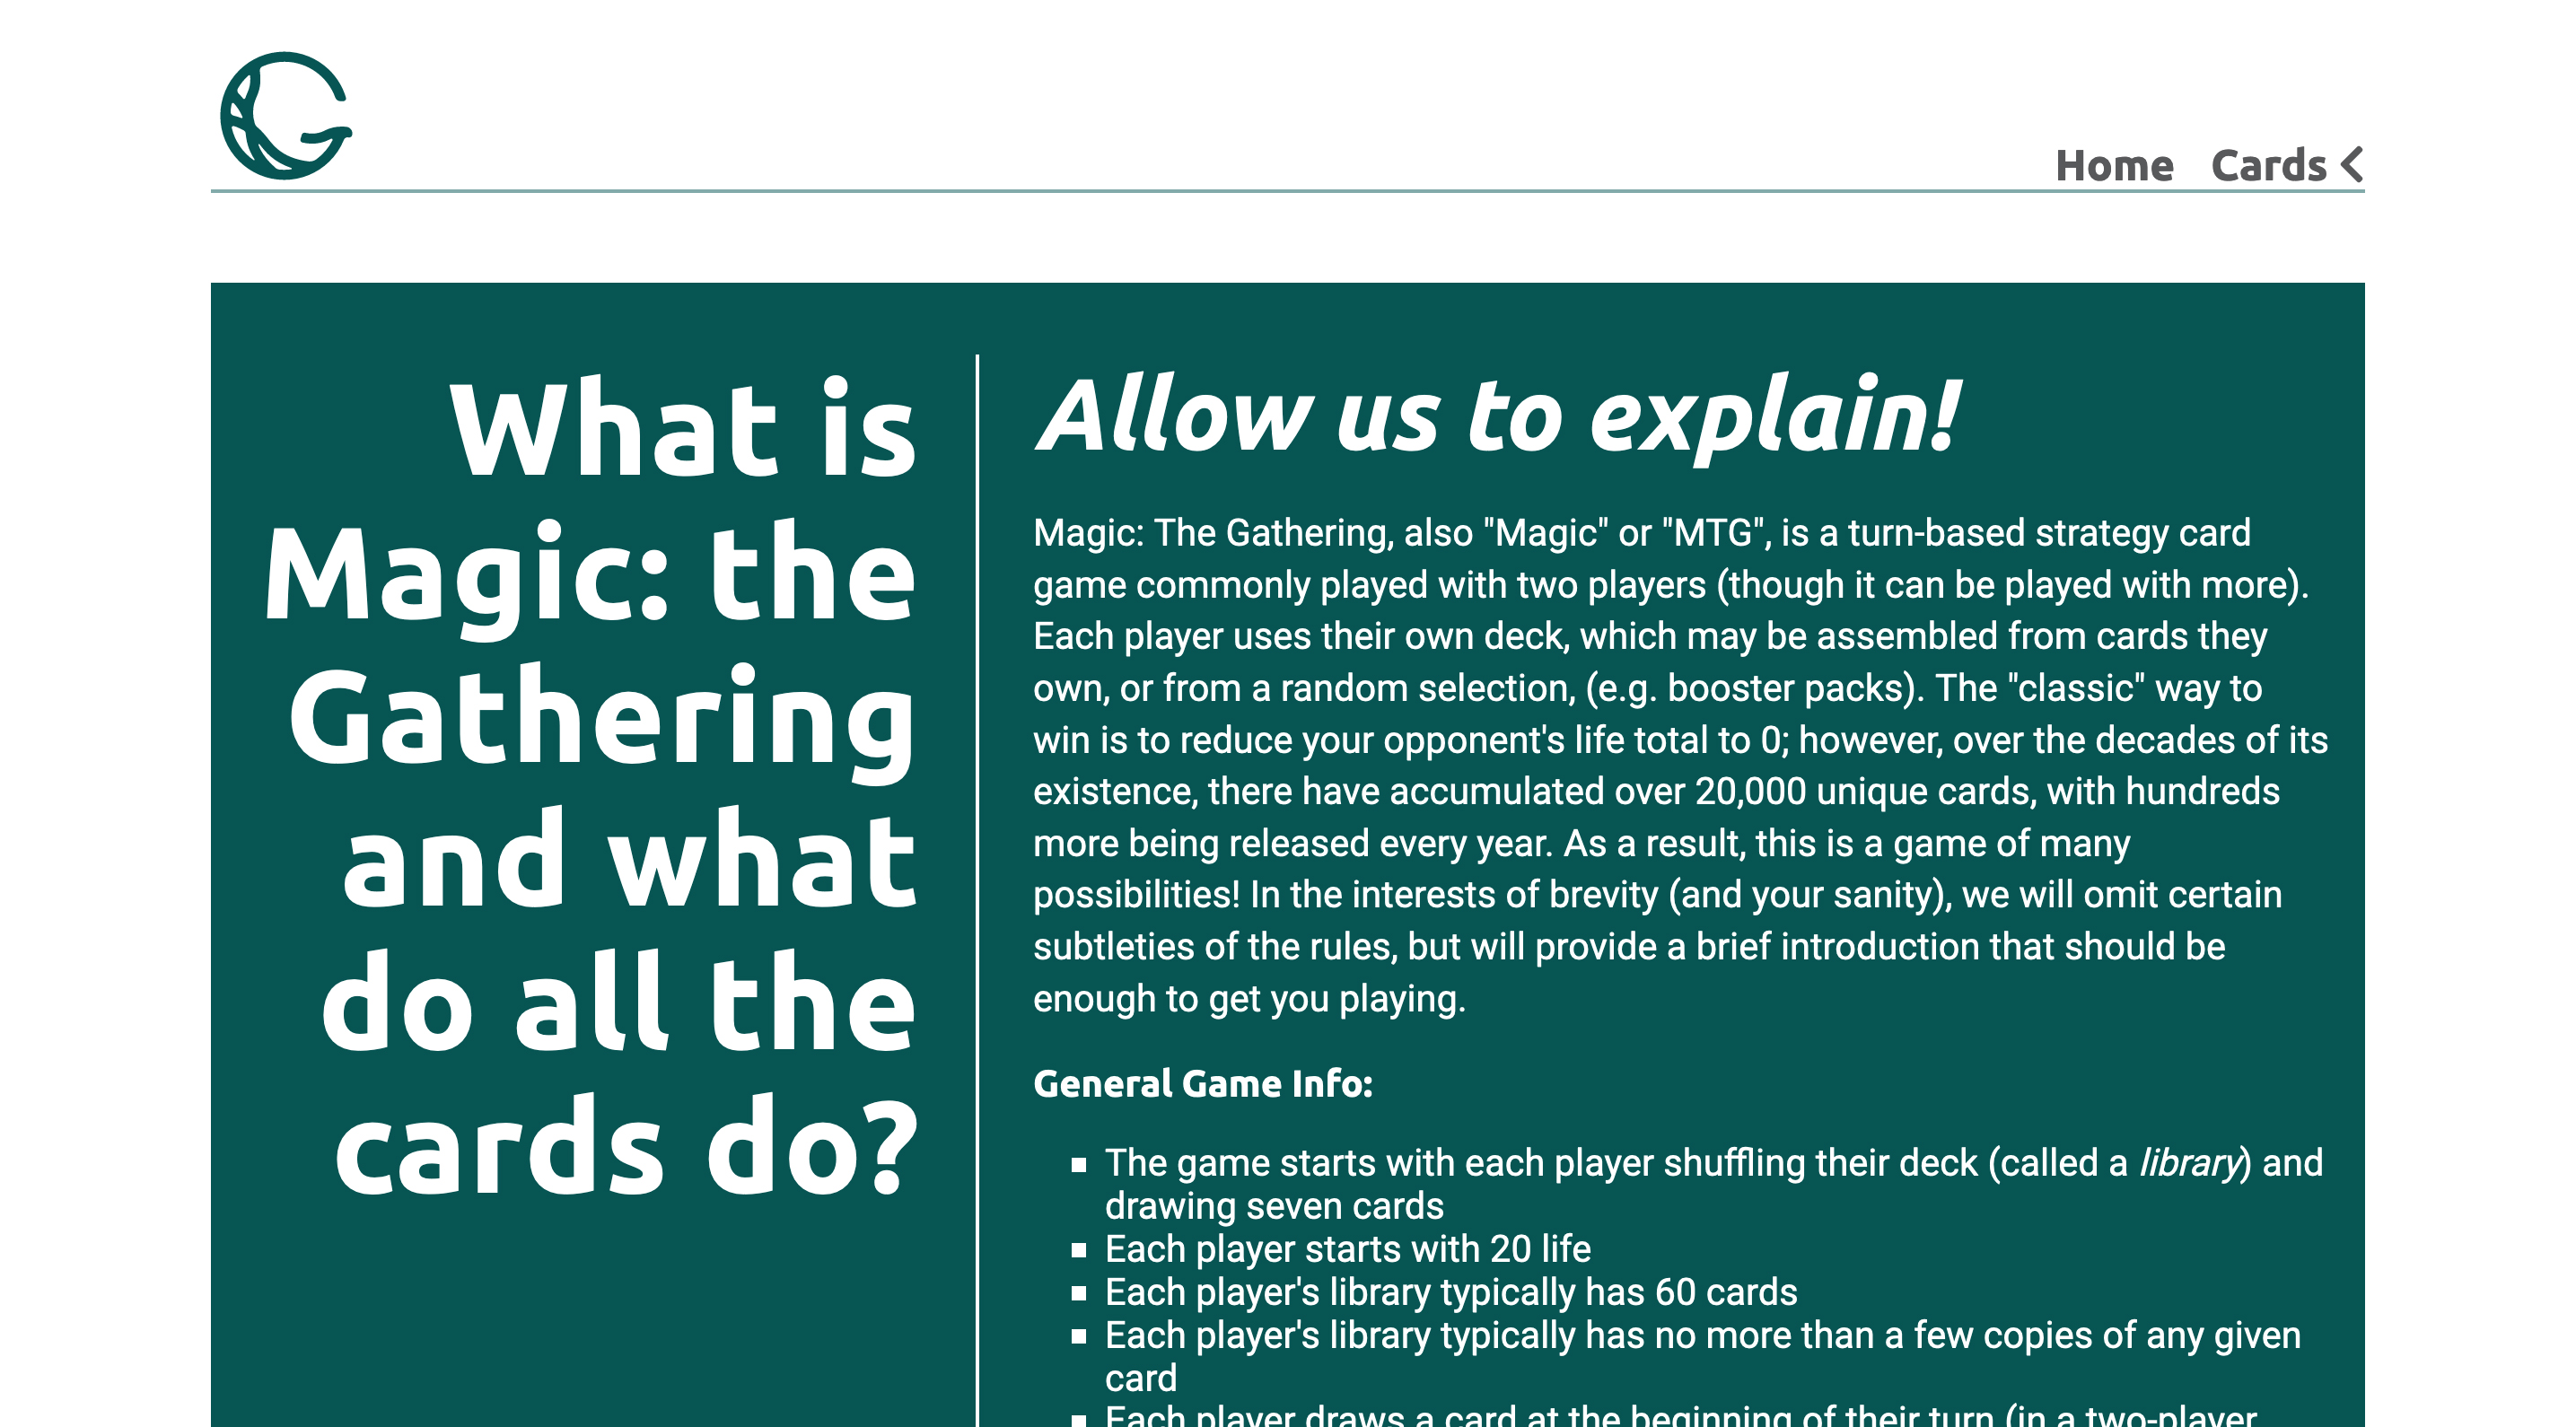 Home Cards
What is
Magic: the
Gathering
and what
do all the
cards do?
Allow us to explain!
Magic: The Gathering, also "Magic" or "MTG", is a turn-based strategy card
game commonly played with two players (though it can be played with more).
Each player uses their own deck, which may be assembled from cards they
own, or from a random selection, (e.g. booster packs). The "classic" way to
win is to reduce your opponent's life total to 0; however, over the decades of its
existence, there have accumulated over 20,000 unique cards, with hundreds
more being released every year. As a result, this is a game of many
possibilities! In the interests of brevity (and your sanity), we will omit certain
subtleties of the rules, but will provide a brief introduction that should be
enough to get you playing.
General Game Info:
The game starts with each player shuffling their deck (called a library) and
drawing seven cards
Each player starts with 20 life
Each player's library typically has 60 cards
Each player's library typically has no more than a few copies of any given
card
Each player draws a card at the beginning of their turn (in a two-player